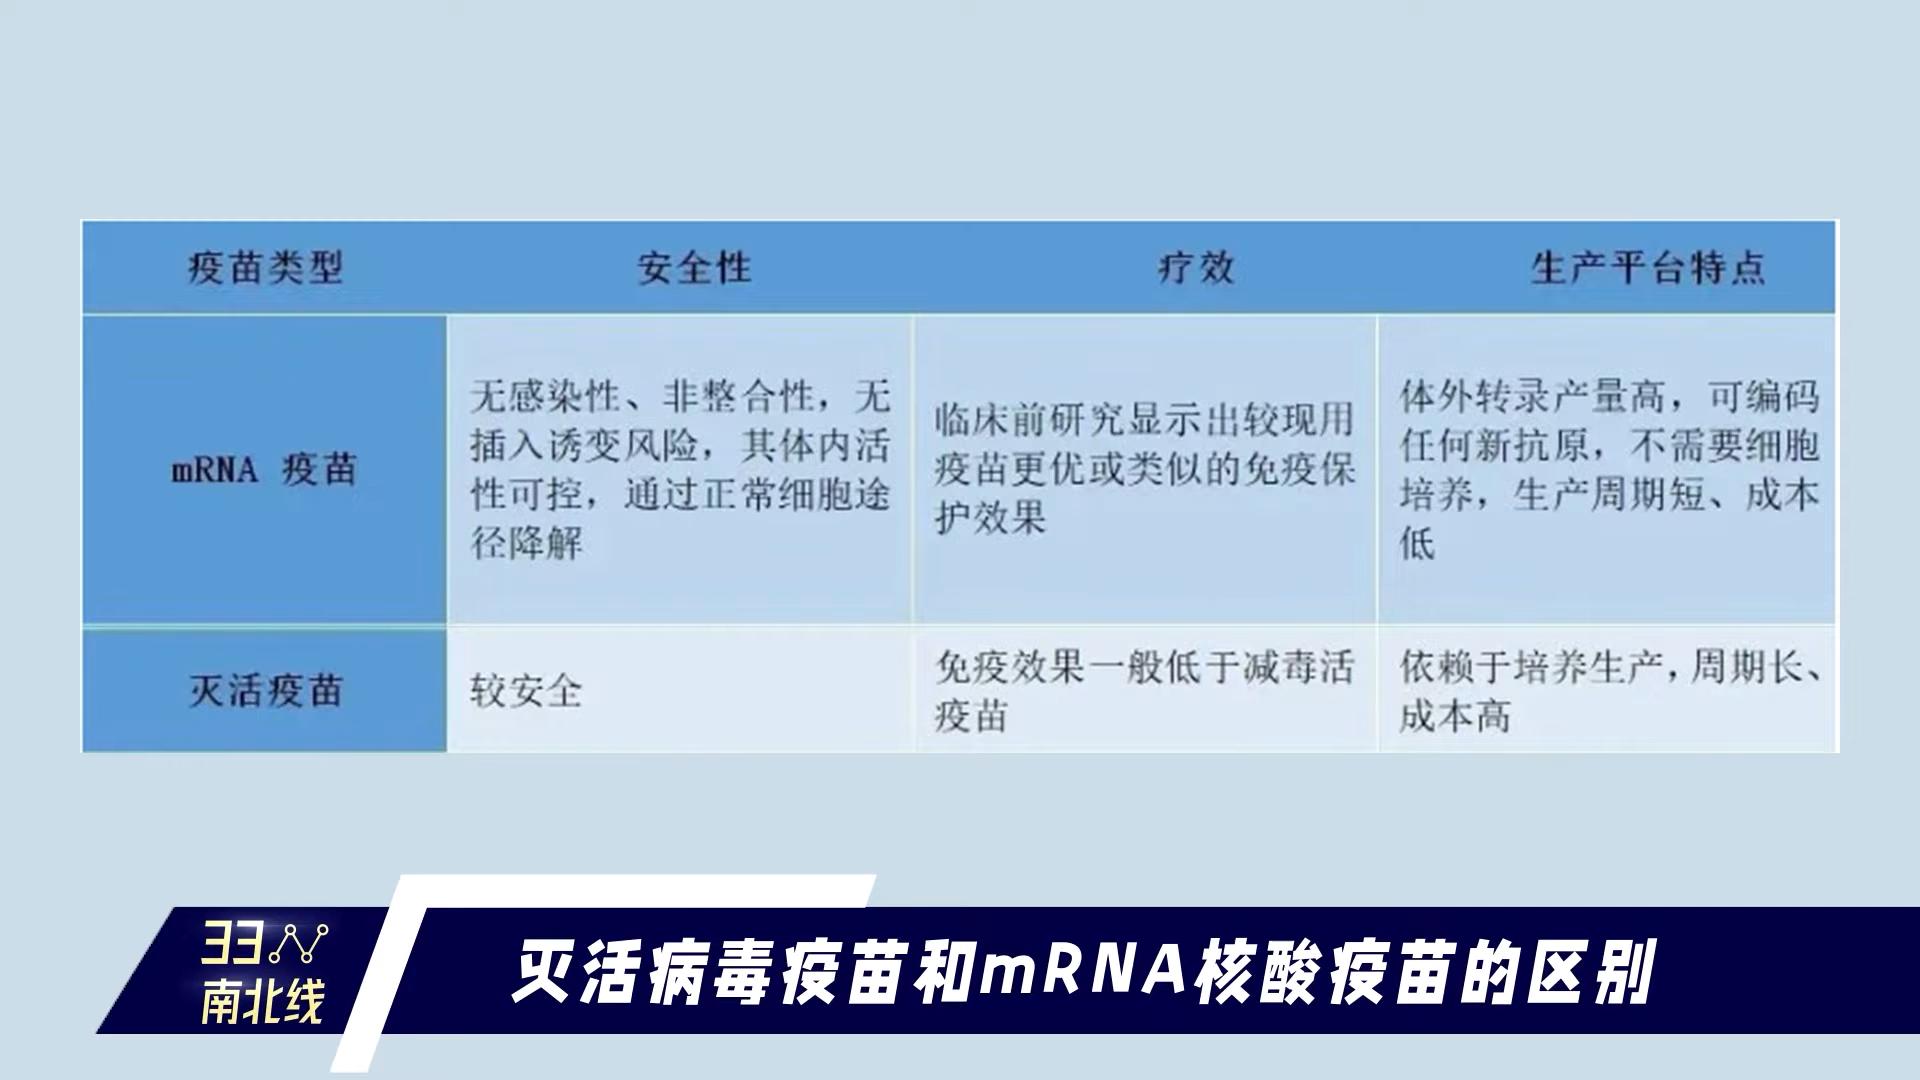 疫苗类型 安全性 疗效 生产平台特点
mRNA 疫苗
无感染性、非整合性，无
插入诱变风险，其体内活
性可控，通过正常细胞途
径降解
临床前研究显示出较现用
疫苗更优或类似的免疫保
护效果
体外转录产量高，可编码
任何新抗原，不需要细胞
培养，生产周期短、成本
低
灭活疫苗
较安全
免疫效果一般低于减毒活
疫苗
依赖于培养生产，周期长、
成本高
33
南北线
灭活病毒疫苗和mRNA核酸疫苗的区别